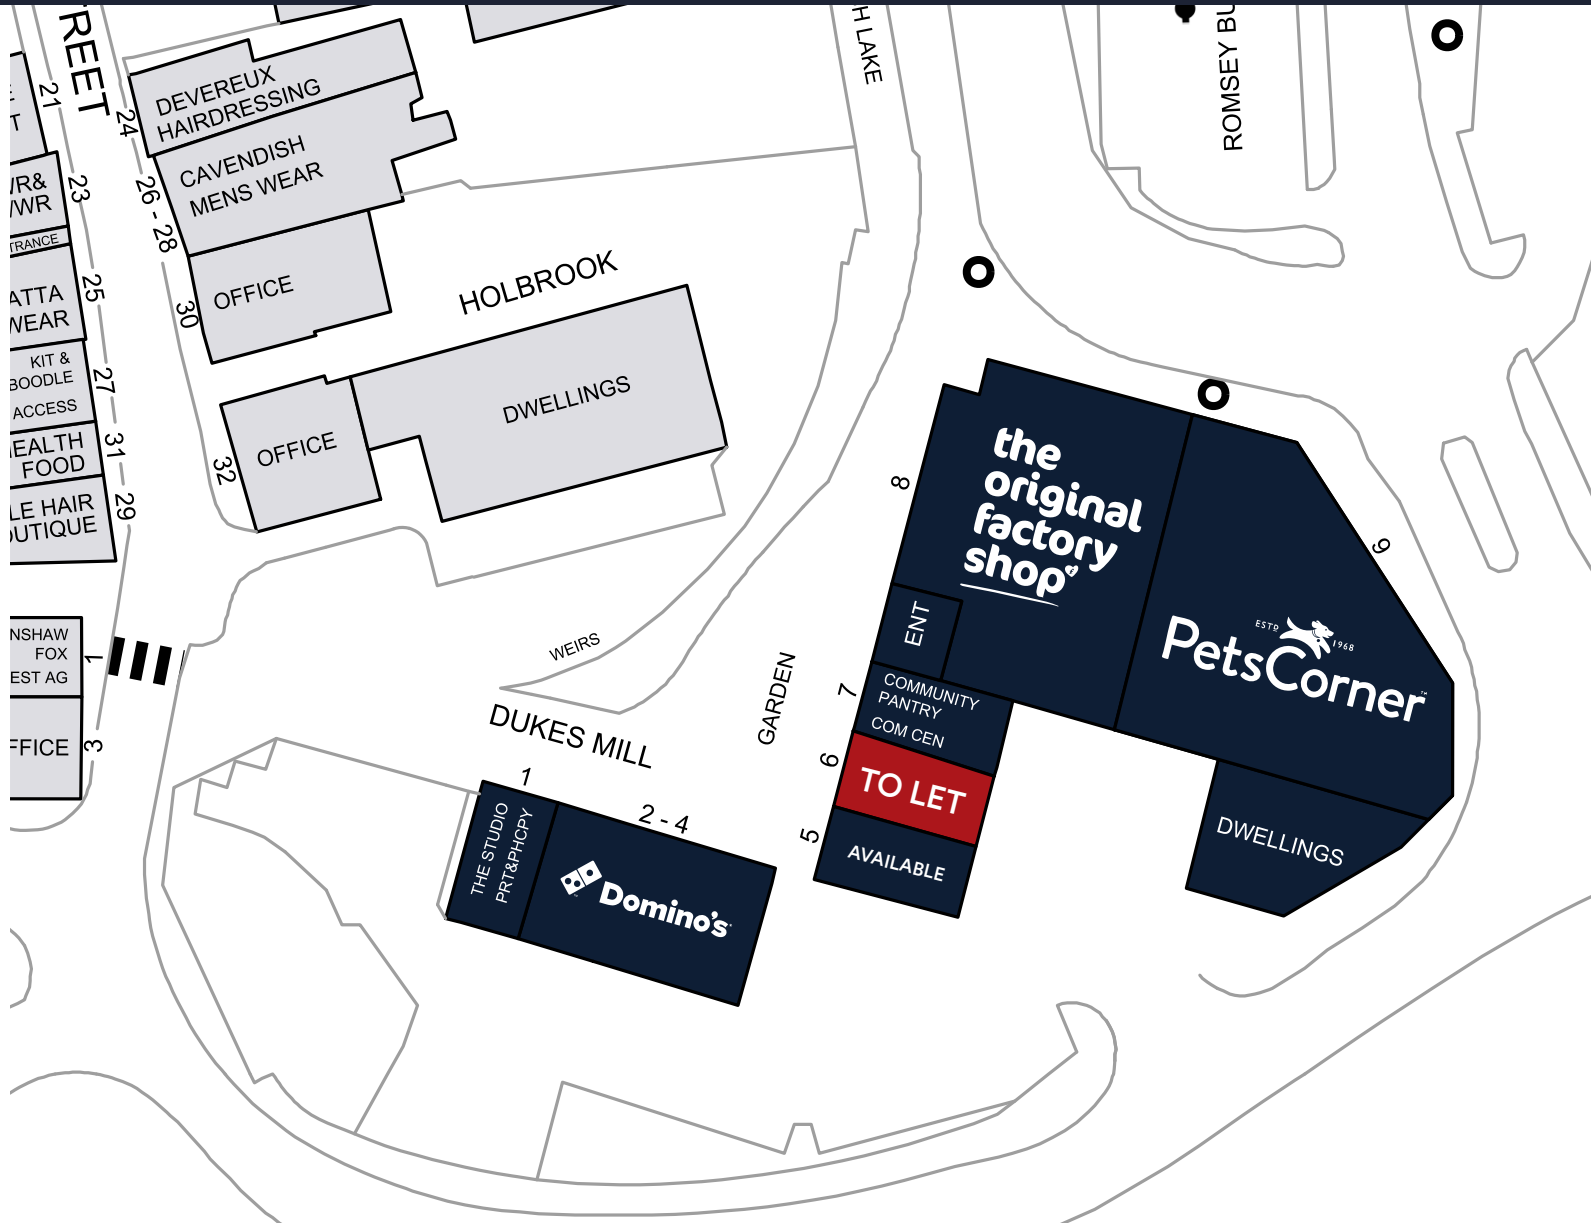 REET
21
23
25
27
31
29
1
3
24
26 - 28
30
32
DEVEREUX
HAIRDRESSING
CAVENDISH
MENS WEAR
OFFICE
OFFICE
HOLBROOK
DWELLINGS
H LAKE
ROMSEY BU
WR&
/WR
TRANCE
ATTA
WEAR
KIT &
BOODLE
ACCESS
EALTH
FOOD
LE HAIR
OUTIQUE
NSHAW
FOX
EST AG
FFICE
WEIRS
DUKES MILL
GARDEN
1
2 - 4
THE STUDIO
PRT&PHCPY
Domino's
8
the
original
factory
shop
ENT
7
COMMUNITY
PANTRY
COM CEN
6
TO LET
5
AVAILABLE
9
ESTD 1968
PetsCorner™
DWELLINGS